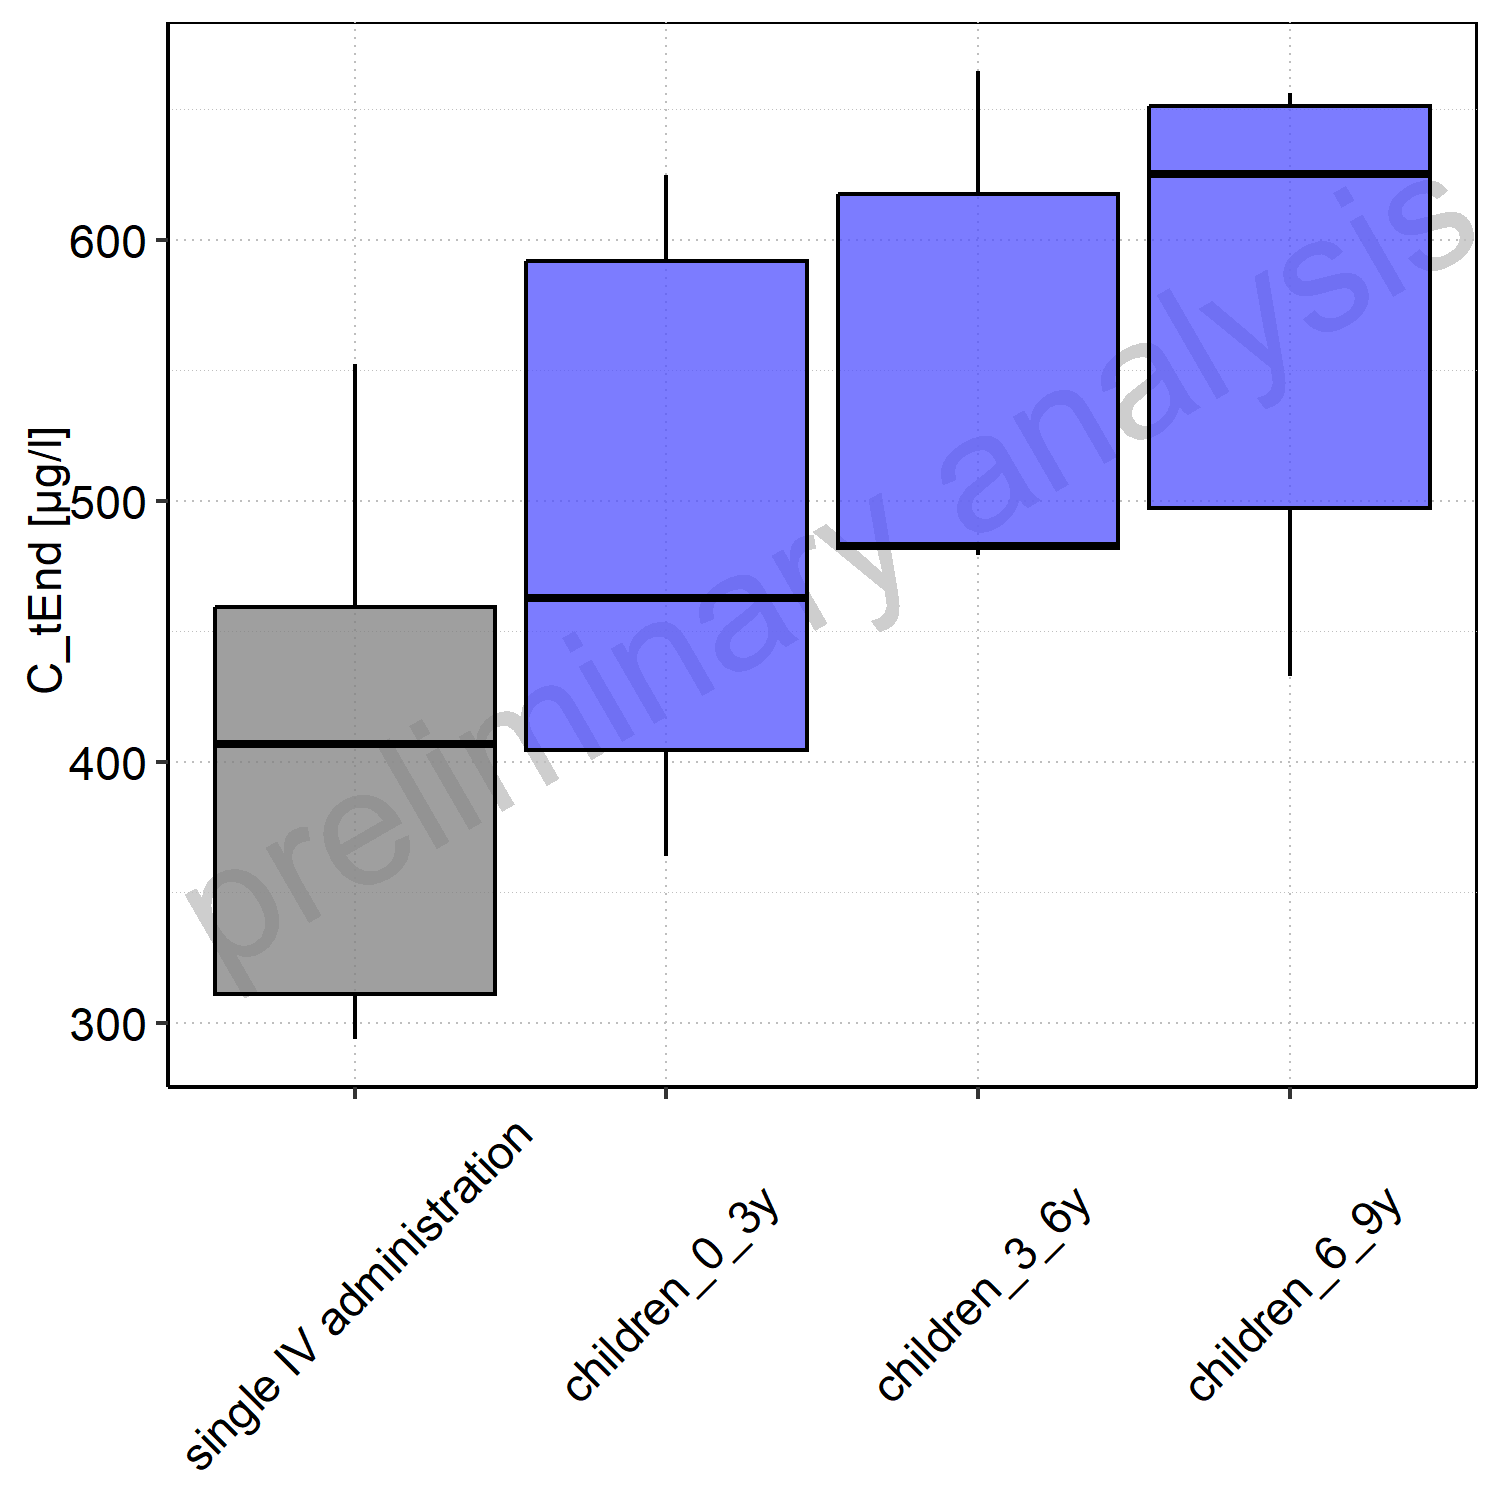 C_tEnd [µg/l]
600
500
400
300
preliminary analysis
single IV administration
children_0_3y
children_3_6y
children_6_9y